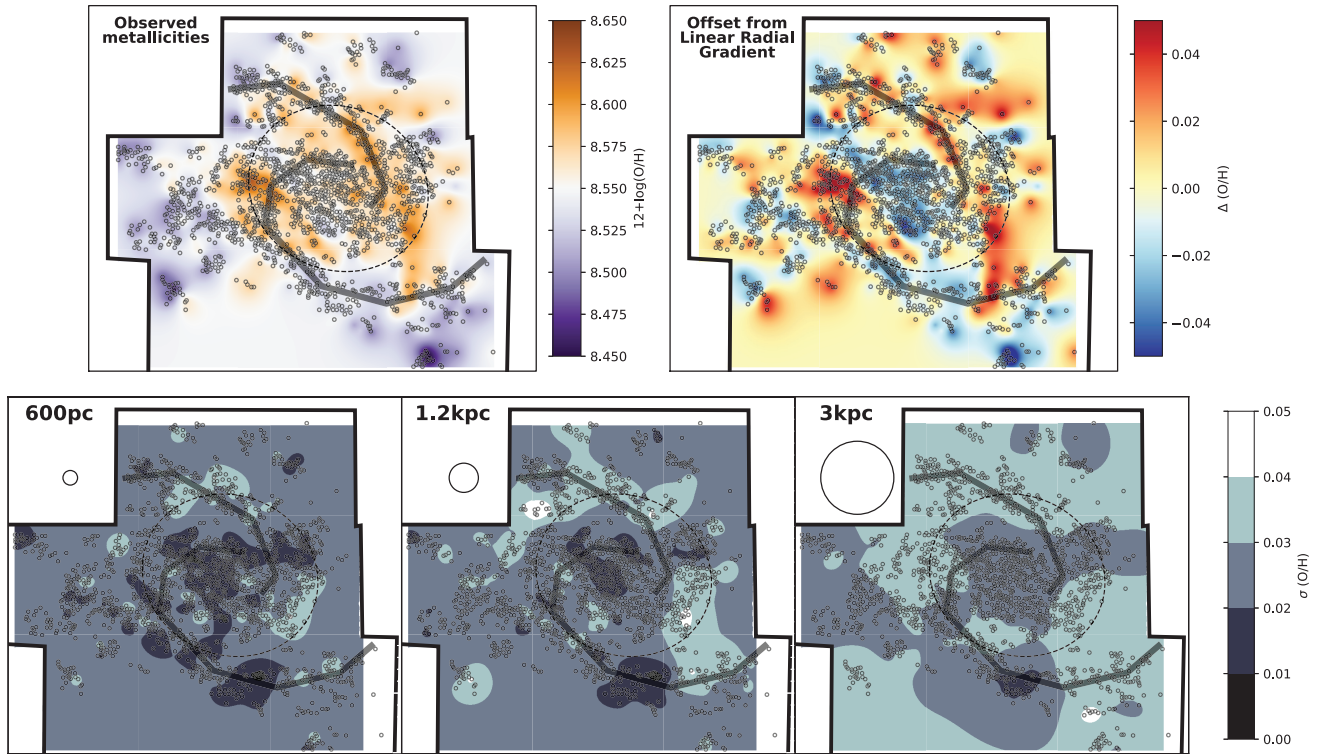 Observed
metallicities
8.650
8.625
8.600
8.575
8.550
8.525
8.500
8.475
8.450
12+log(O/H)
Offset from
Linear Radial
Gradient
0.04
0.02
0.00
−0.02
−0.04
Δ (O/H)
600pc
1.2kpc
3kpc
0.05
0.04
0.03
0.02
0.01
0.00
σ (O/H)